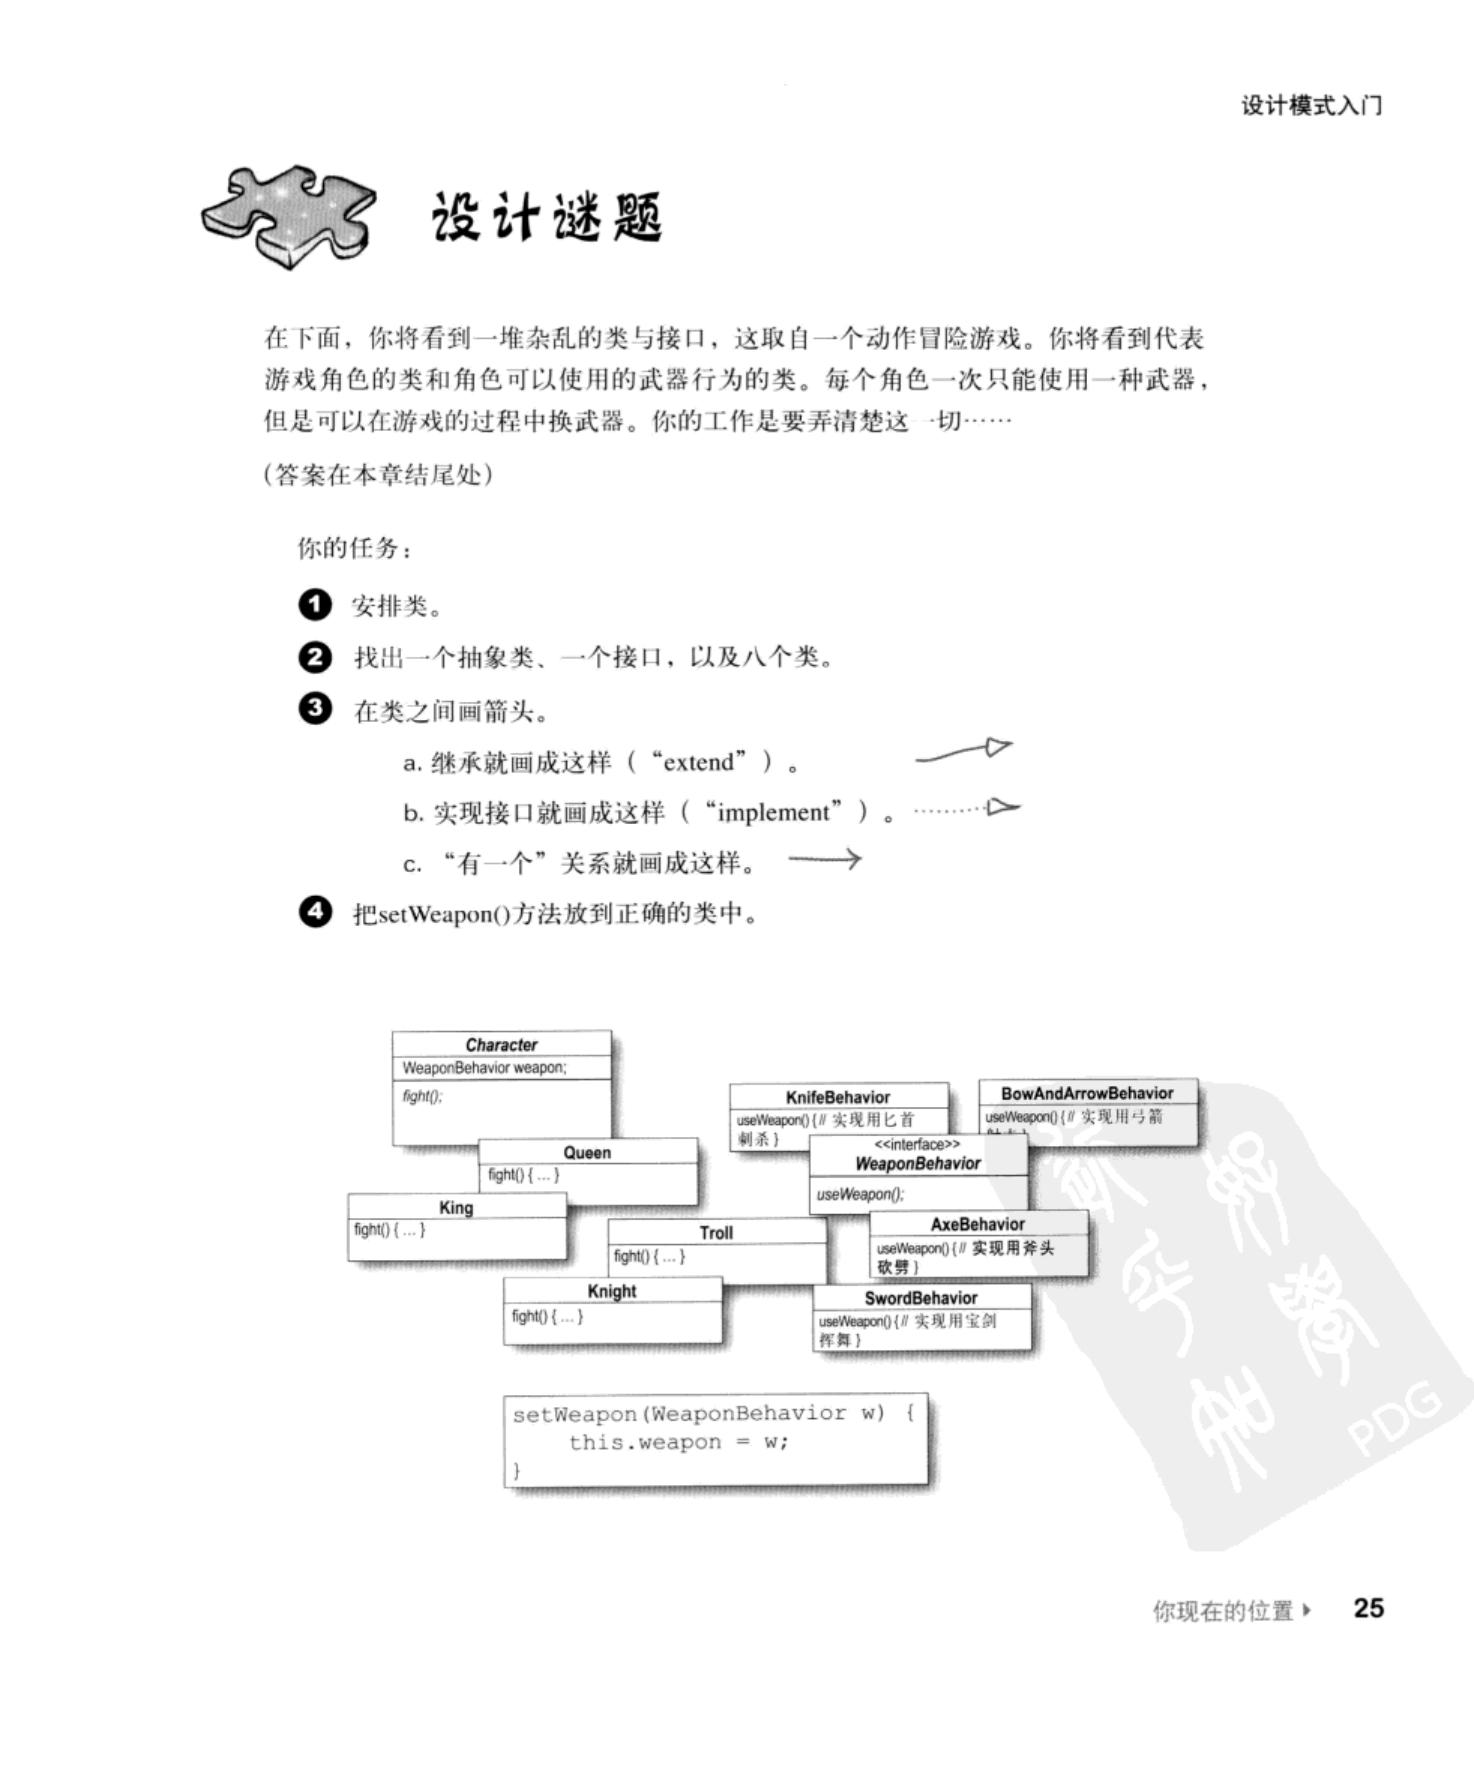 设计模式入门
设计谜题
在下面，你将看到一堆杂乱的类与接口，这取自一个动作冒险游戏。你将看到代表
游戏角色的类和角色可以使用的武器行为的类。每个角色一次只能使用一种武器，
但是可以在游戏的过程中换武器。你的工作是要弄清楚这一切……
（答案在本章结尾处）
你的任务：
1 安排类。
2 找出一个抽象类、一个接口，以及八个类。
3 在类之间画箭头。
a. 继承就画成这样（“extend”）。
b. 实现接口就画成这样（“implement”）。
c. “有一个”关系就画成这样。
4 把setWeapon()方法放到正确的类中。
Character
WeaponBehavior weapon;
fight();
Queen
fight() { ... }
King
fight() { ... }
Troll
fight() { ... }
Knight
fight() { ... }
KnifeBehavior
useWeapon() { // 实现用匕首
刺杀 }
BowAndArrowBehavior
useWeapon() { // 实现用弓箭
<<interface>>
WeaponBehavior
useWeapon();
AxeBehavior
useWeapon() { // 实现用斧头
砍劈 }
SwordBehavior
useWeapon() { // 实现用宝剑
挥舞 }
setWeapon(WeaponBehavior w) {
this.weapon = w;
}
PDG
你现在的位置 25